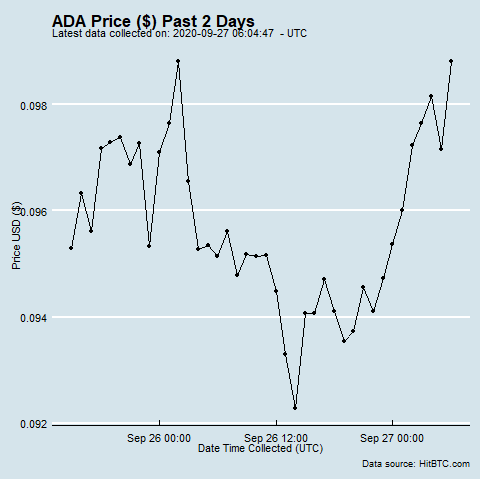 ADA Price ($) Past 2 Days
Latest data collected on: 2020-09-27 06:04:47 - UTC
0.098
0.096
0.094
0.092
Price USD ($)
Sep 26 00:00
Sep 26 12:00
Sep 27 00:00
Date Time Collected (UTC)
Data source: HitBTC.com